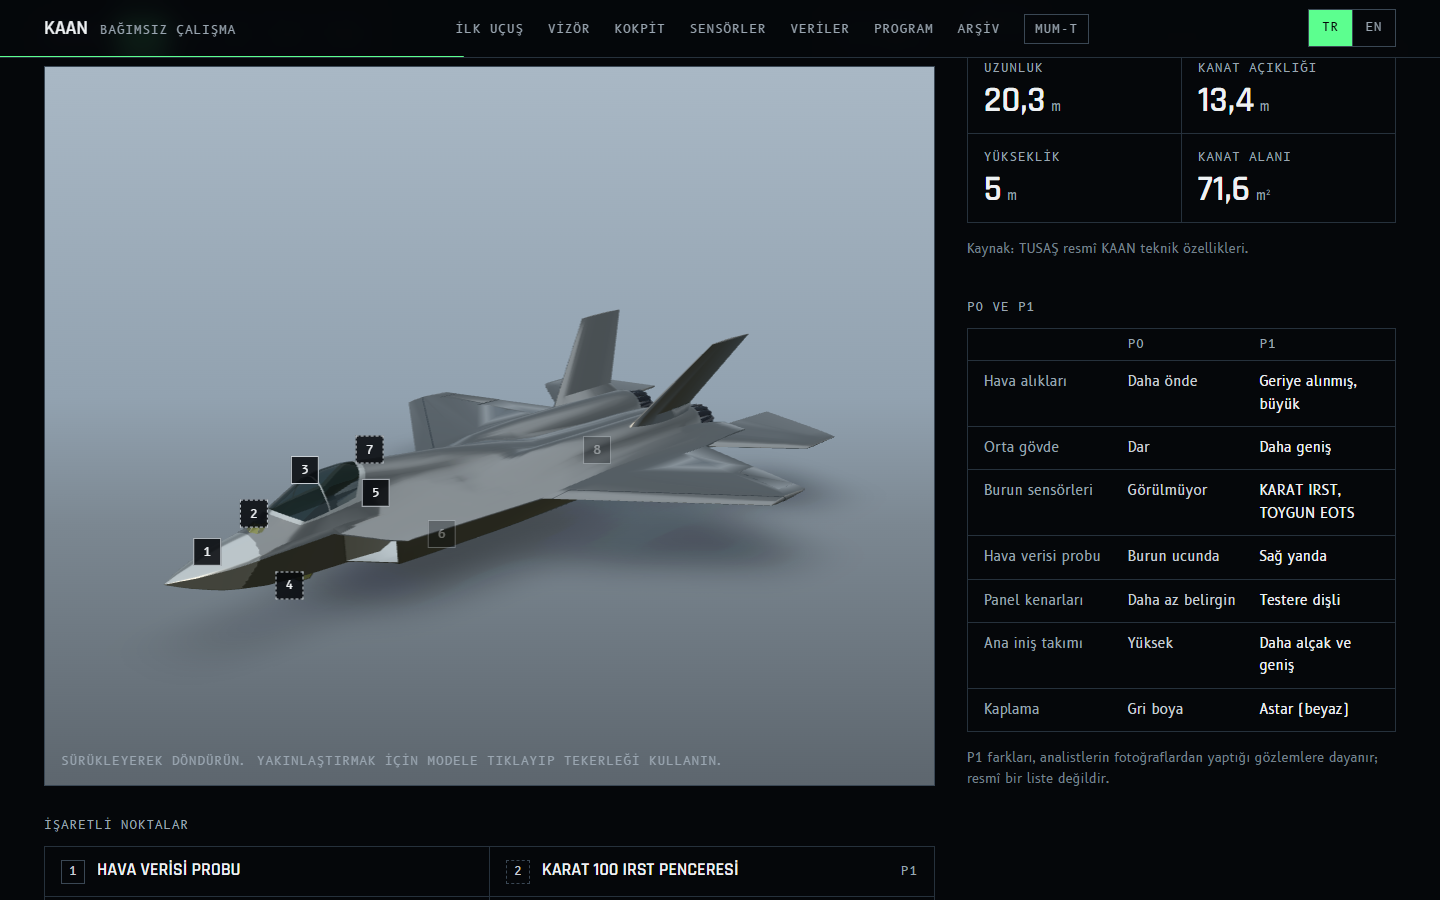 KAAN BAĞIMSIZ ÇALIŞMA
İLK UÇUŞ VİZÖR KOKPİT SENSÖRLER VERİLER PROGRAM ARŞİV MUM-T
TR EN
3
7
5
2
1
4
6
8
SÜRÜKLEYEREK DÖNDÜRÜN. YAKINLAŞTIRMAK İÇİN MODELE TIKLAYIP TEKERLEĞİ KULLANIN.
İŞARETLİ NOKTALAR
1 HAVA VERİSİ PROBU
2 KARAT 100 IRST PENCERESİ P1
UZUNLUK
20,3 m
KANAT AÇIKLIĞI
13,4 m
YÜKSEKLİK
5 m
KANAT ALANI
71,6 m²
Kaynak: TUSAŞ resmî KAAN teknik özellikleri.
P0 VE P1
P0 P1
Hava alıkları Daha önde Geriye alınmış,
büyük
Orta gövde Dar Daha geniş
Burun sensörleri Görülmüyor KARAT IRST,
TOYGUN EOTS
Hava verisi probu Burun ucunda Sağ yanda
Panel kenarları Daha az belirgin Testere dişli
Ana iniş takımı Yüksek Daha alçak ve
geniş
Kaplama Gri boya Astar (beyaz)
P1 farkları, analistlerin fotoğraflardan yaptığı gözlemlere dayanır;
resmî bir liste değildir.